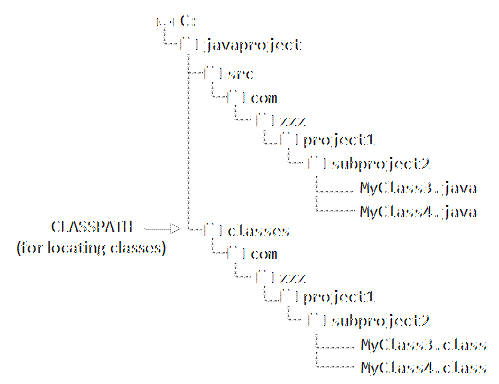 C:
javaproject
src
com
zzz
project1
subproject2
MyClass3.java
MyClass4.java
CLASSPATH
(for locating classes)
classes
com
zzz
project1
subproject2
MyClass3.class
MyClass4.class